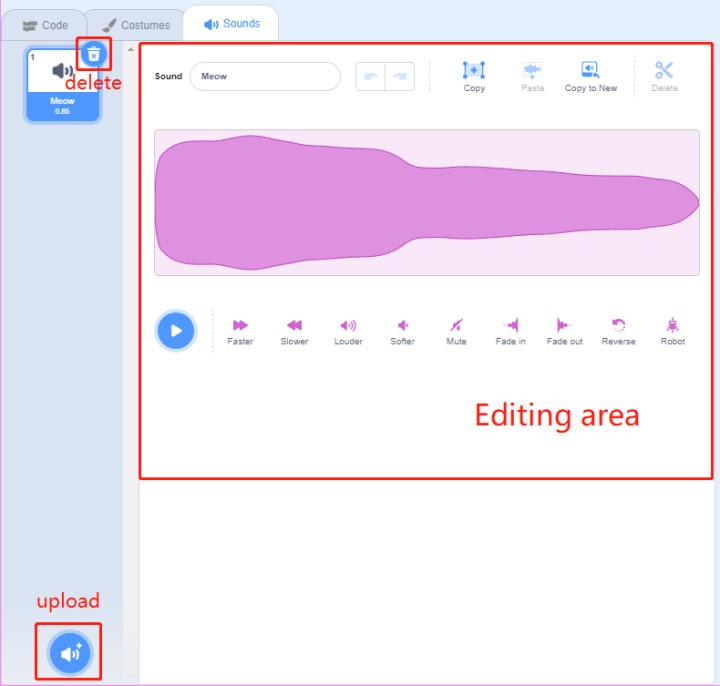 Code Costumes Sounds
1
delete
Meow
0.85
Sound Meow Copy Paste Copy to New Delete
Faster Slower Louder Softer Mute Fade in Fade out Reverse Robot
Editing area
upload